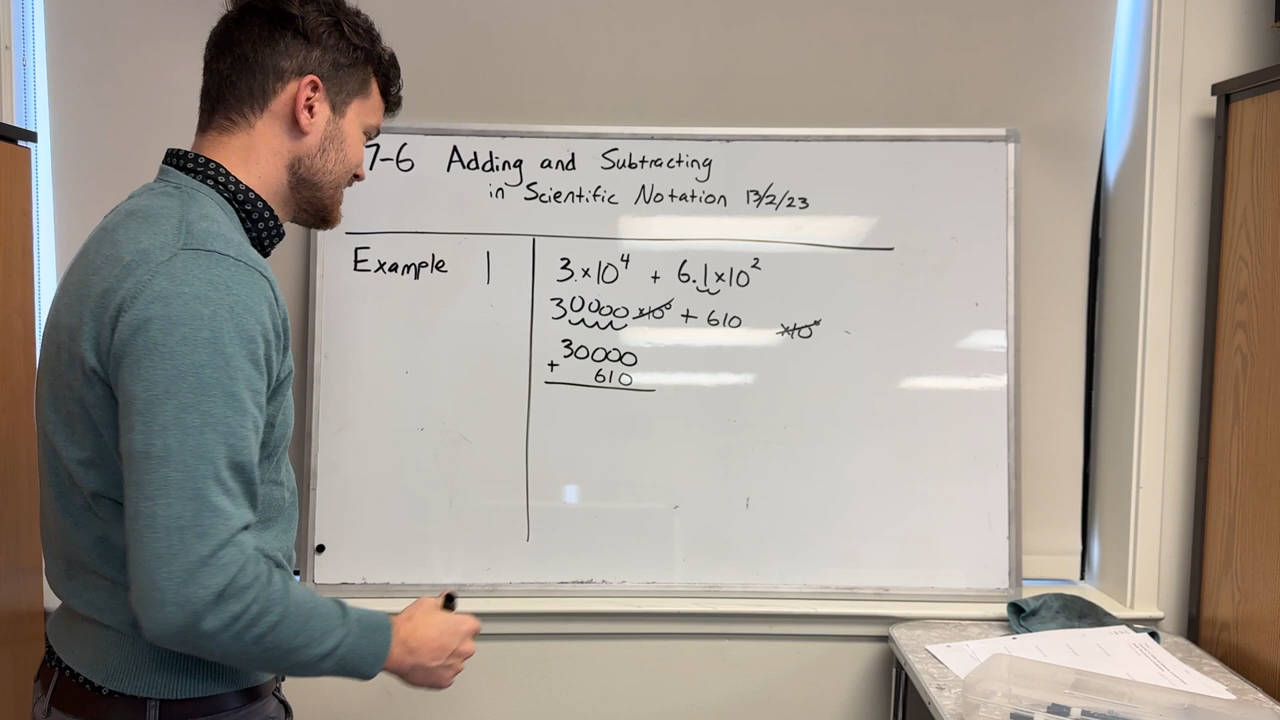 7-6 Adding and Subtracting
in Scientific Notation 13/2/23
Example 1
3.×10⁴ + 6.1×10²
30000 ×10⁰ + 610 ×10⁰
30000
+ 610